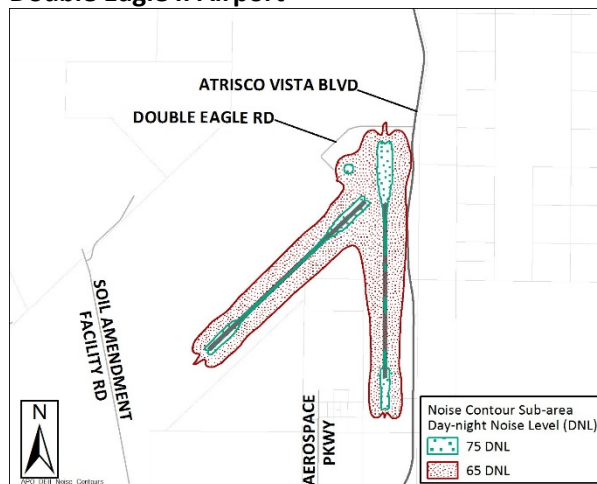 Double Eagle II Airport
ATRISCO VISTA BLVD
DOUBLE EAGLE RD
SOIL AMENDMENT
FACILITY RD
AEROSPACE
PKWY
N
Noise Contour Sub-area
Day-night Noise Level (DNL)
75 DNL
65 DNL
APO_DEII_Noise_Contours